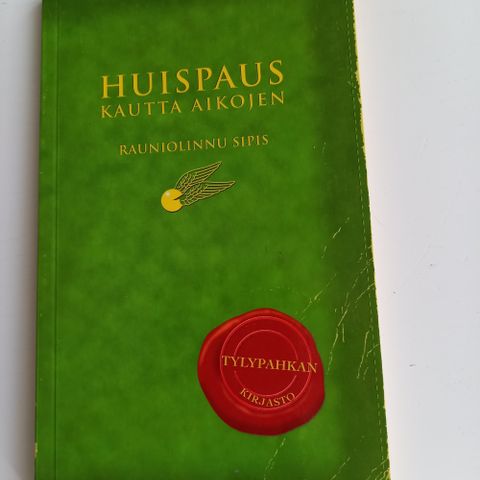 HUISPAUS
KAUTTA AIKOJEN
RAUNIOLINNU SIPIS
TYLYPAHKAN
KIRJASTO